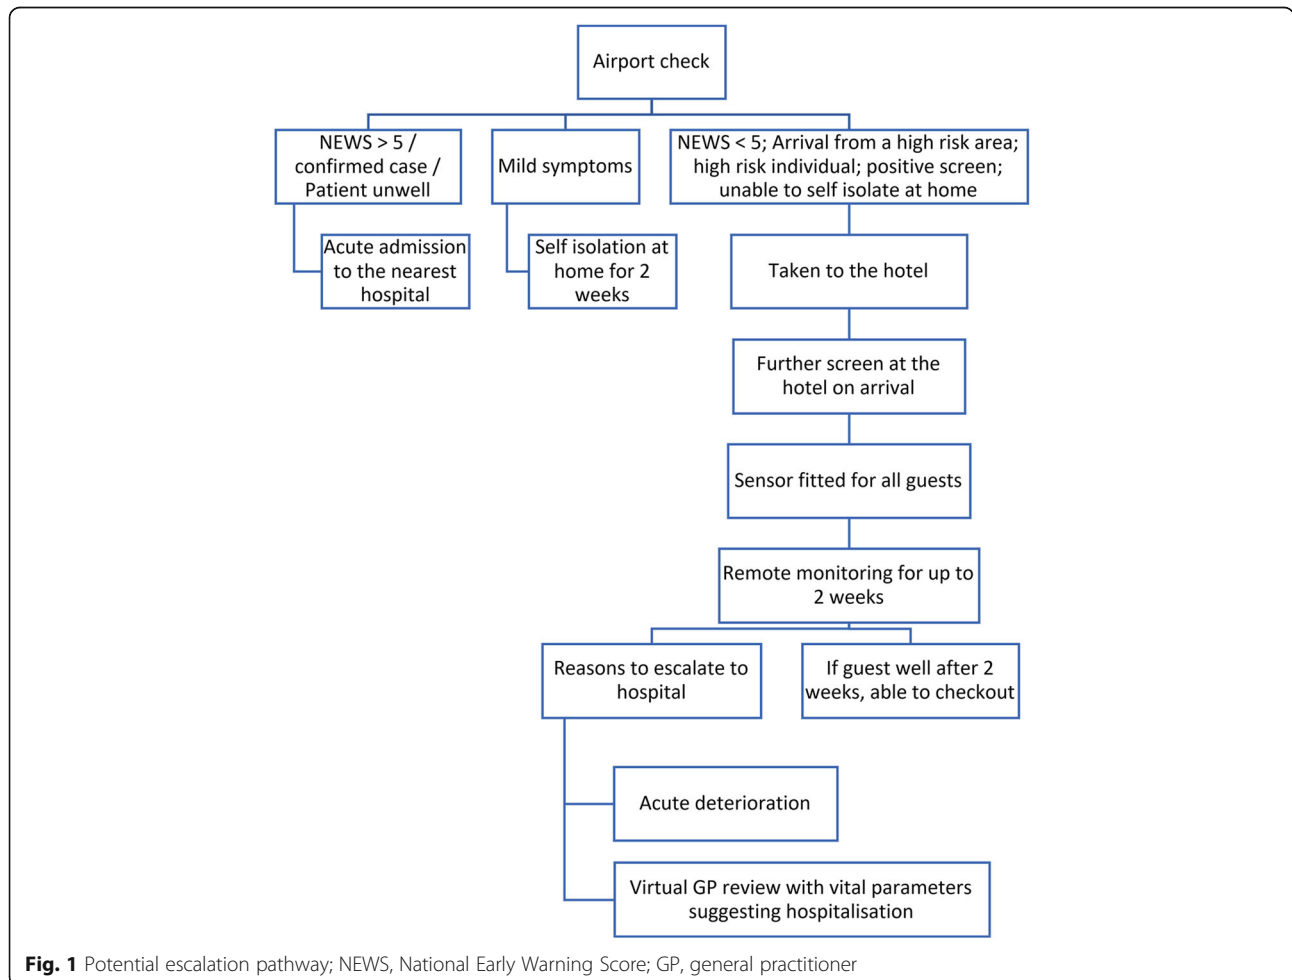 Airport check
NEWS > 5 /
confirmed case /
Patient unwell
Mild symptoms
NEWS < 5; Arrival from a high risk area;
high risk individual; positive screen;
unable to self isolate at home
Acute admission
to the nearest
hospital
Self isolation at
home for 2
weeks
Taken to the hotel
Further screen at the
hotel on arrival
Sensor fitted for all guests
Remote monitoring for up to
2 weeks
Reasons to escalate to
hospital
If guest well after 2
weeks, able to checkout
Acute deterioration
Virtual GP review with vital parameters
suggesting hospitalisation
Fig. 1 Potential escalation pathway; NEWS, National Early Warning Score; GP, general practitioner